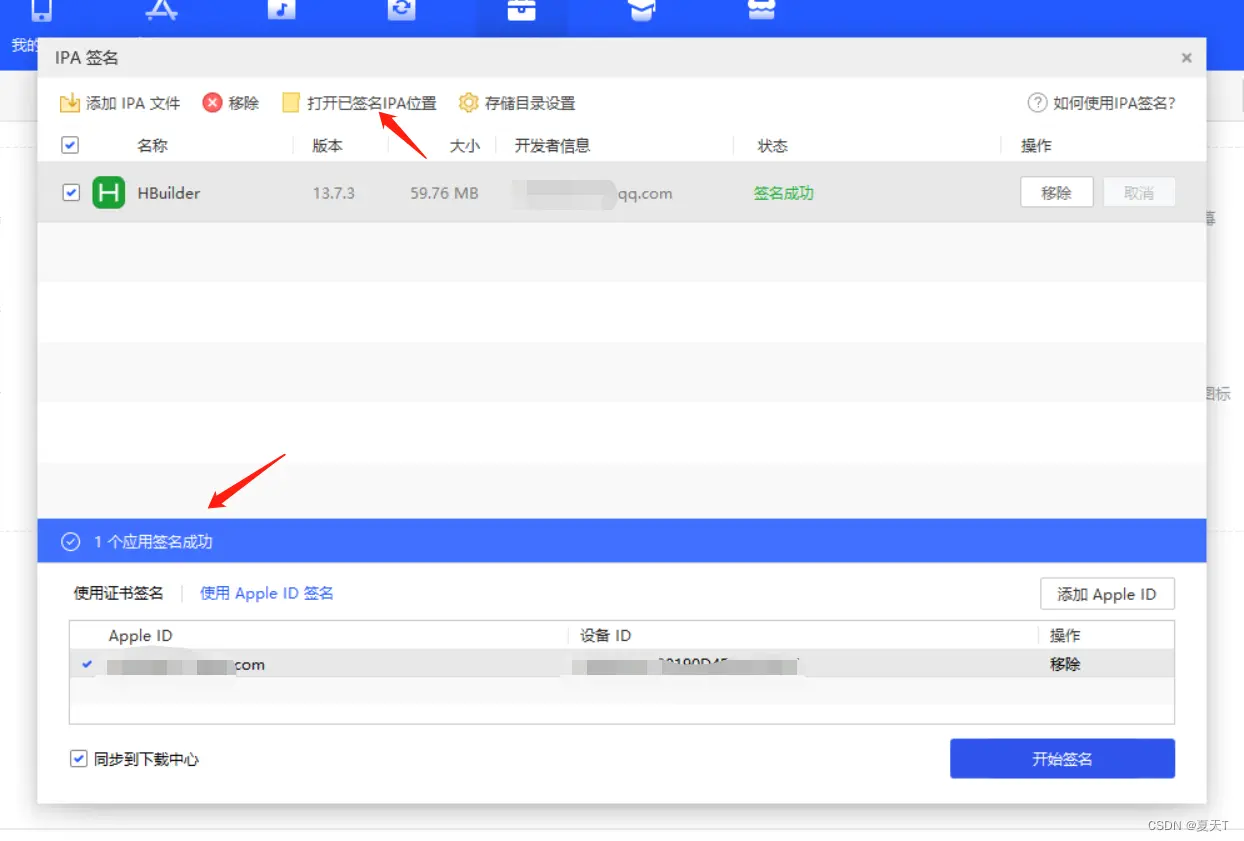 我的
IPA 签名
添加 IPA 文件 移除 打开已签名IPA位置 存储目录设置 如何使用IPA签名?
名称 版本 大小 开发者信息 状态 操作
HBuilder 13.7.3 59.76 MB qq.com 签名成功 移除 取消
图标
1 个应用签名成功
使用证书签名 使用 Apple ID 签名 添加 Apple ID
Apple ID 设备 ID 操作
com 移除
同步到下载中心 开始签名
CSDN @夏天T